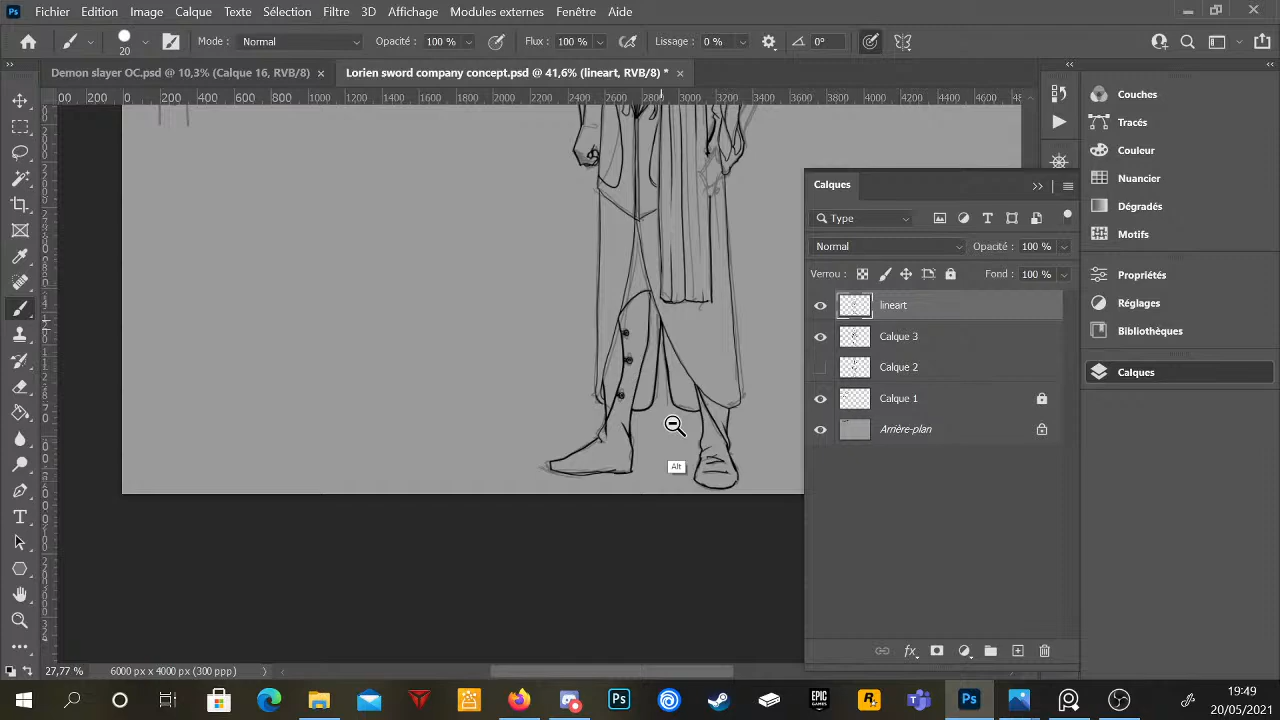 Ps Fichier Edition Image Calque Texte Sélection Filtre 3D Affichage Modules externes Fenêtre Aide
20 Mode: Normal Opacité: 100 % Flux: 100 % Lissage: 0 % 0°
Demon slayer OC.psd @ 10,3% (Calque 16, RVB/8) × Lorien sword company concept.psd @ 41,6% (lineart, RVB/8) * ×
00 200 0 200 400 600 800 1000 1200 1400 1600 1800 2000 2200 2400 2600 2800 3000 3200 3400 3600 3800 4000 4200 4400 4600
Calques
Type
Normal Opacité: 100 %
Verrou: Fond: 100 %
lineart
Calque 3
Calque 2
Calque 1
Arrière-plan
fx
Couches
Tracés
Couleur
Nuancier
Dégradés
Motifs
Propriétés
Réglages
Bibliothèques
Calques
Alt
27,77 % 6000 px x 4000 px (300 ppp)
Ps EPIC GAMES R Ps
19:49
20/05/2021